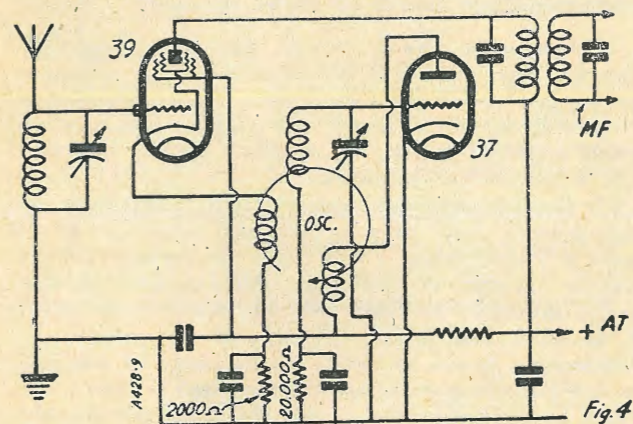 39
37
MF
OSC.
+ AT
A428-9
2000Ω
20.000Ω
Fig.4